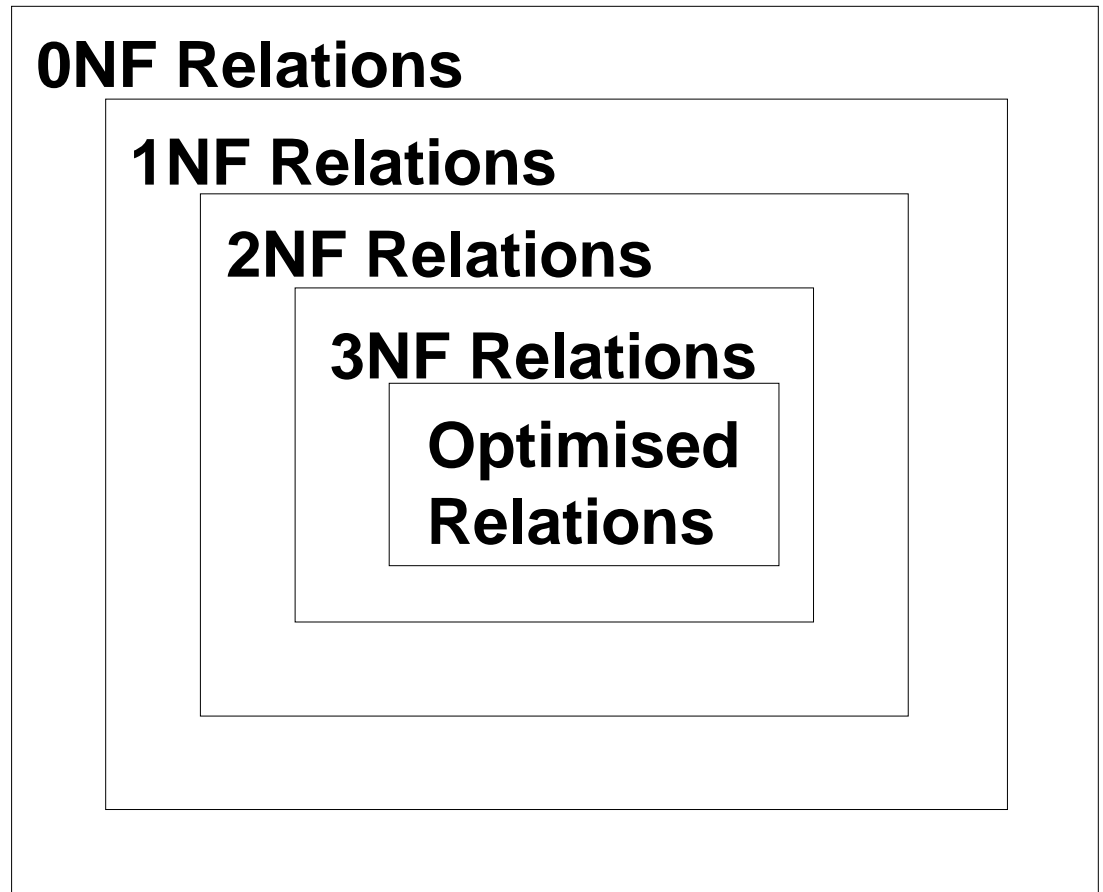 0NF Relations
1NF Relations
2NF Relations
3NF Relations
Optimised
Relations